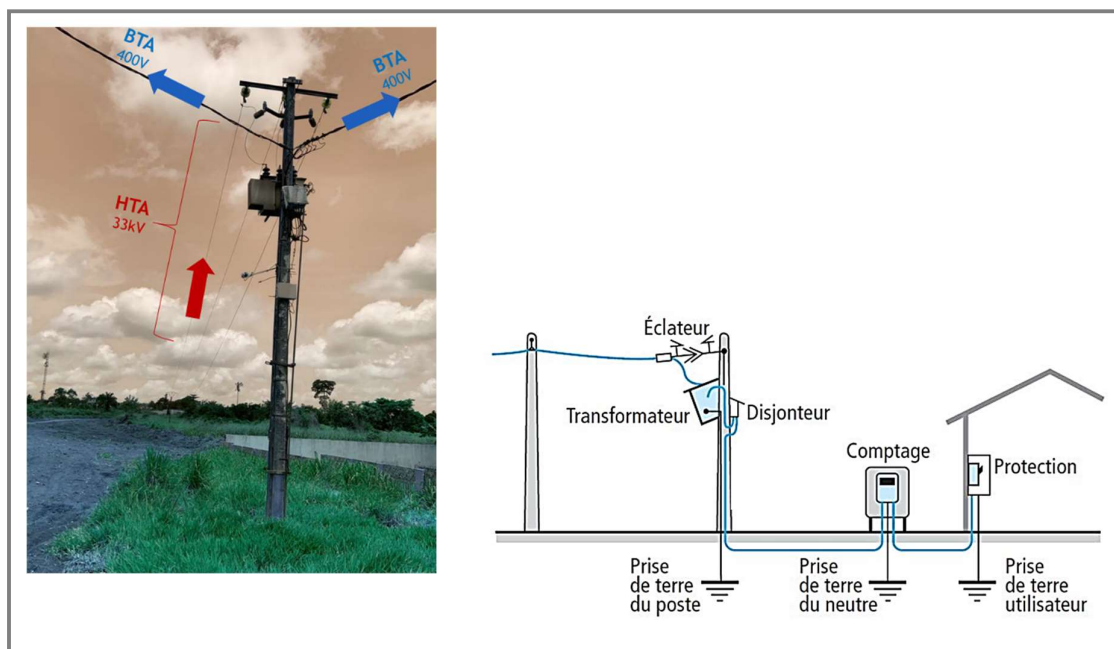 BTA
400V
BTA
400V
HTA
33kV
Éclateur
Transformateur
Disjonteur
Comptage
Protection
Prise
de terre
du poste
Prise
de terre
du neutre
Prise
de terre
utilisateur